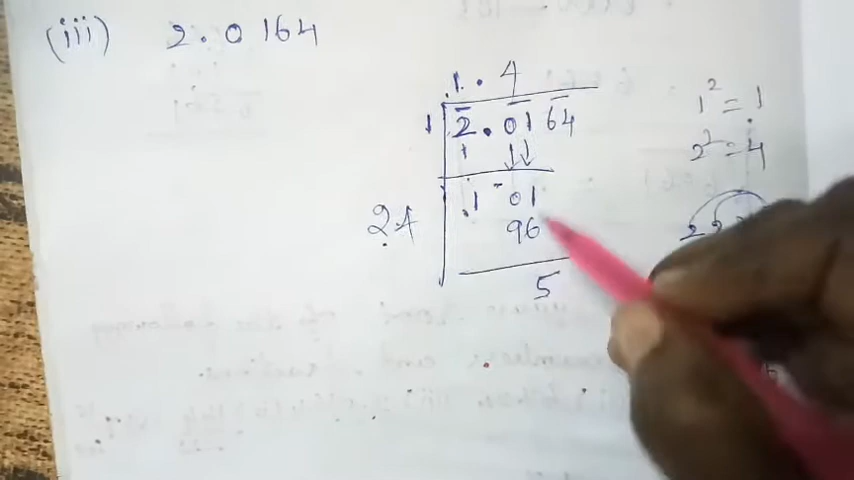 (iii) 2.0164
1.4
1 2.01 64
1
1 01
24 96
5
1² = 1
2² = 4